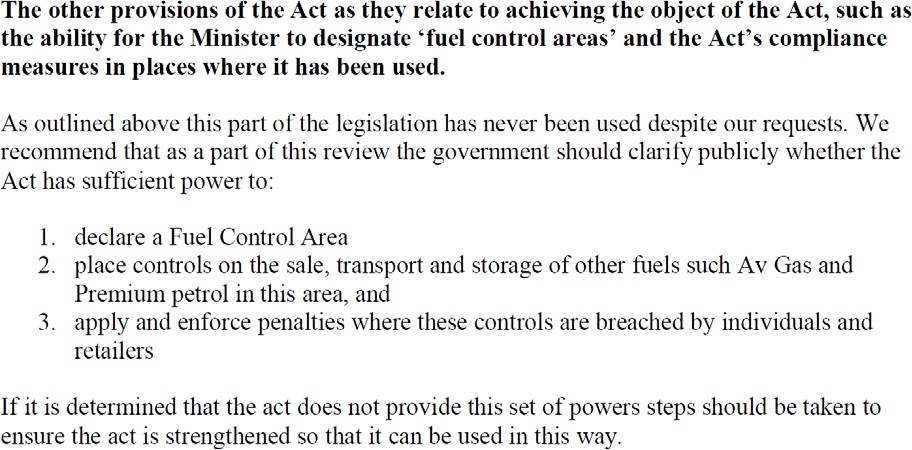 The other provisions of the Act as they relate to achieving the object of the Act, such as
the ability for the Minister to designate ‘fuel control areas’ and the Act’s compliance
measures in places where it has been used.
As outlined above this part of the legislation has never been used despite our requests. We
recommend that as a part of this review the government should clarify publicly whether the
Act has sufficient power to:
1. declare a Fuel Control Area
2. place controls on the sale, transport and storage of other fuels such Av Gas and
Premium petrol in this area, and
3. apply and enforce penalties where these controls are breached by individuals and
retailers
If it is determined that the act does not provide this set of powers steps should be taken to
ensure the act is strengthened so that it can be used in this way.